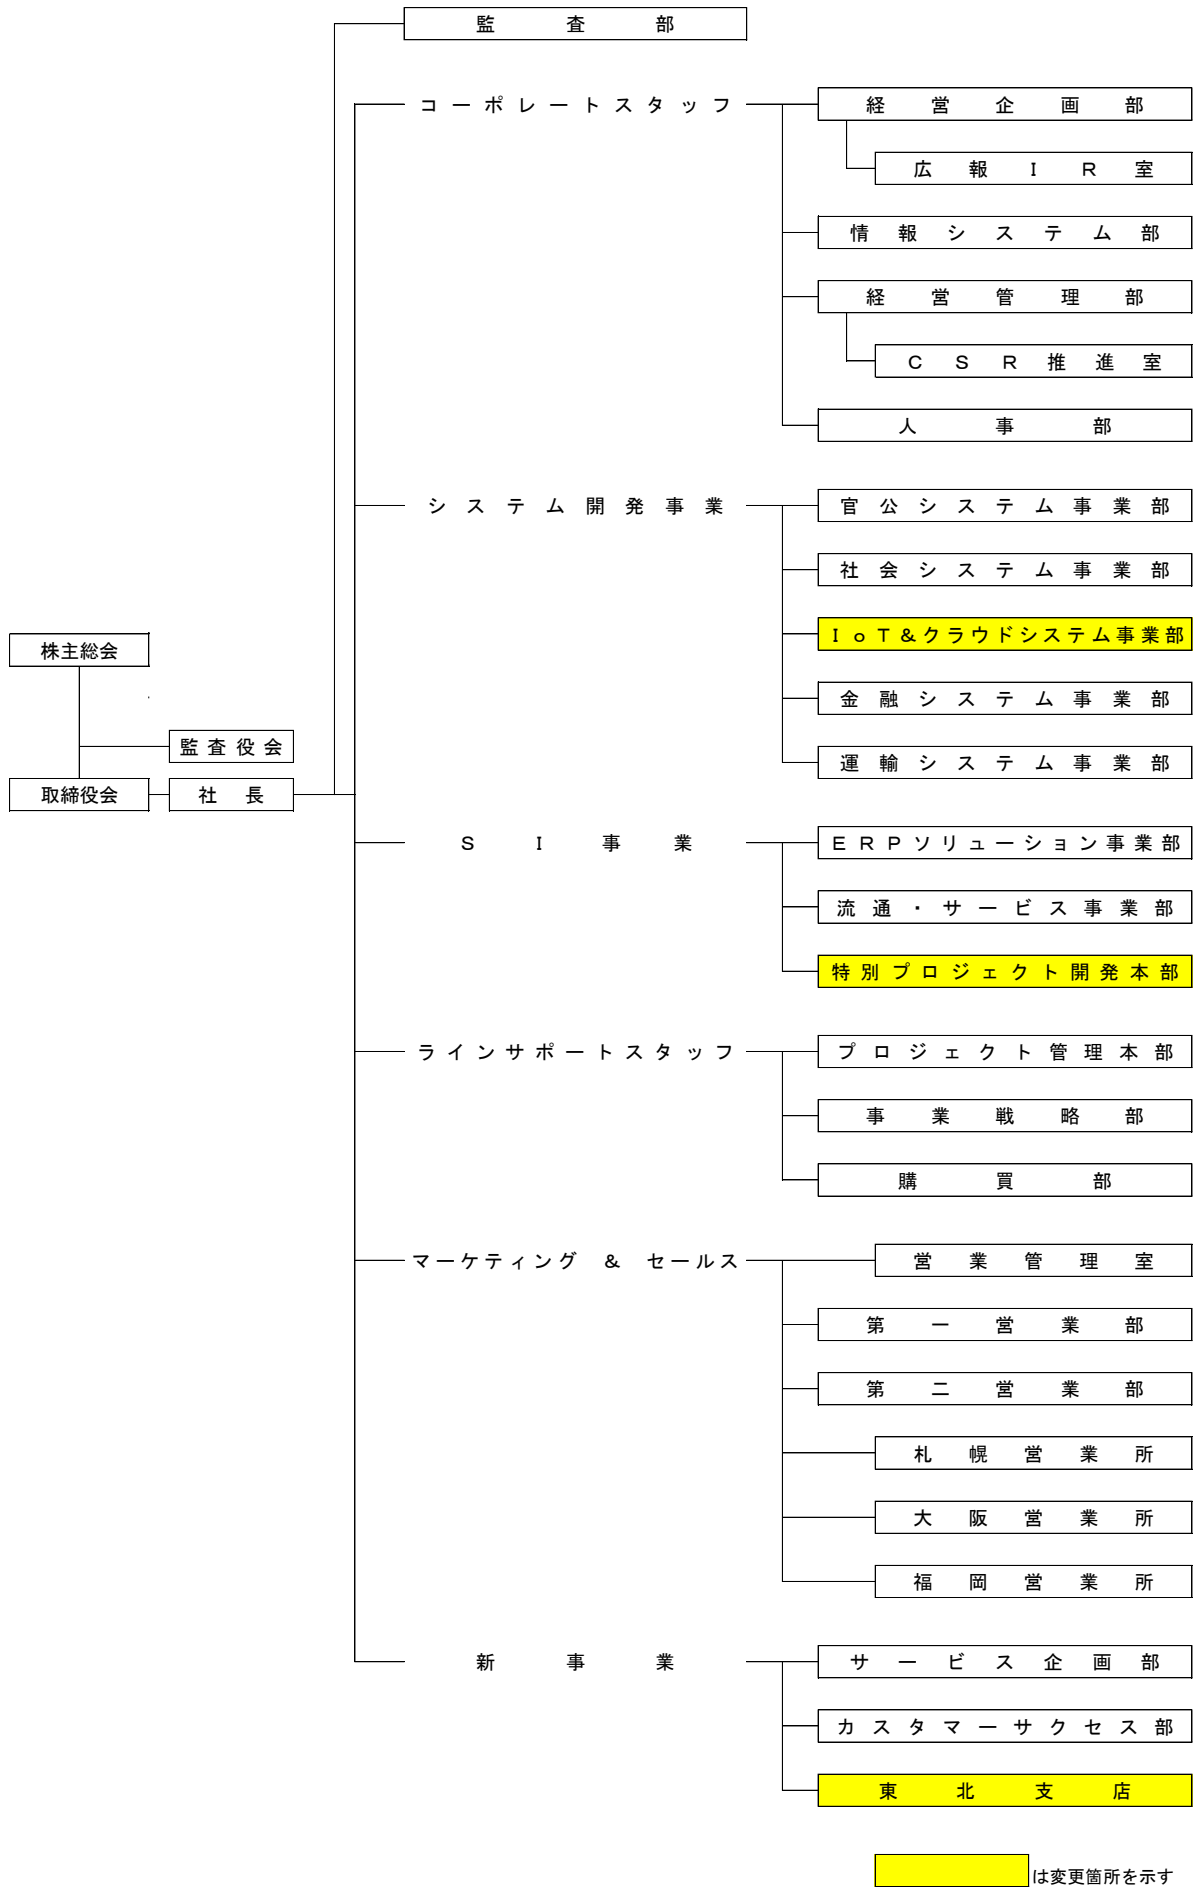 監査部
コーポレートスタッフ
経営企画部
広報IR室
情報システム部
経営管理部
CSR推進室
人事部
システム開発事業
官公システム事業部
社会システム事業部
IoT&クラウドシステム事業部
金融システム事業部
運輸システム事業部
株主総会
監査役会
取締役会
社長
SI事業
ERPソリューション事業部
流通・サービス事業部
特別プロジェクト開発本部
ラインサポートスタッフ
プロジェクト管理本部
事業戦略部
購買部
マーケティング & セールス
営業管理室
第一営業部
第二営業部
札幌営業所
大阪営業所
福岡営業所
新事業
サービス企画部
カスタマーサクセス部
東北支店
は変更箇所を示す